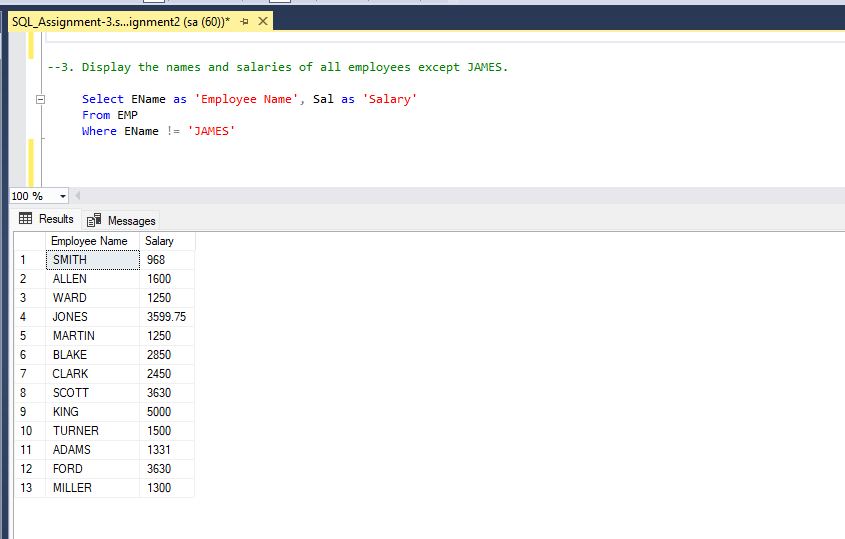 SQL_Assignment-3.s...ignment2 (sa (60))*
--3. Display the names and salaries of all employees except JAMES.
Select EName as 'Employee Name', Sal as 'Salary'
From EMP
Where EName != 'JAMES'
100 %
Results Messages
Employee Name Salary
1 SMITH 968
2 ALLEN 1600
3 WARD 1250
4 JONES 3599.75
5 MARTIN 1250
6 BLAKE 2850
7 CLARK 2450
8 SCOTT 3630
9 KING 5000
10 TURNER 1500
11 ADAMS 1331
12 FORD 3630
13 MILLER 1300